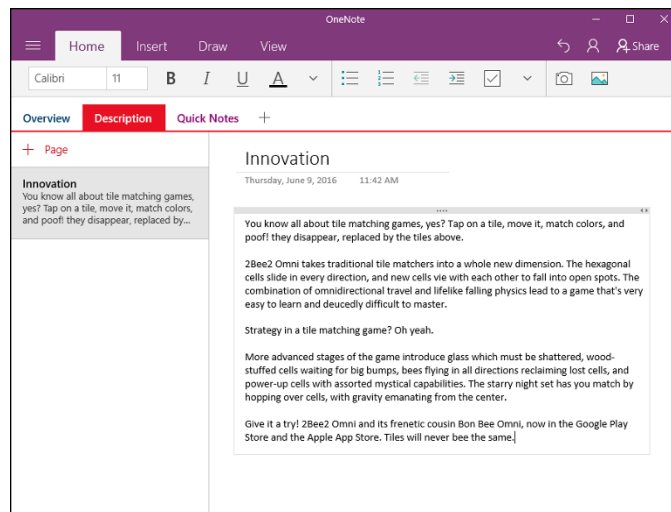 OneNote
Home Insert Draw View Share
Calibri 11 B I U A
Overview Description Quick Notes
Page
Innovation
You know all about tile matching games,
yes? Tap on a tile, move it, match colors,
and poof! they disappear, replaced by...
Innovation
Thursday, June 9, 2016 11:42 AM
You know all about tile matching games, yes? Tap on a tile, move it, match colors, and
poof! they disappear, replaced by the tiles above.
2Bee2 Omni takes traditional tile matchers into a whole new dimension. The hexagonal
cells slide in every direction, and new cells vie with each other to fall into open spots. The
combination of omnidirectional travel and lifelike falling physics lead to a game that's very
easy to learn and deucedly difficult to master.
Strategy in a tile matching game? Oh yeah.
More advanced stages of the game introduce glass which must be shattered, wood-
stuffed cells waiting for big bumps, bees flying in all directions reclaiming lost cells, and
power-up cells with assorted mystical capabilities. The starry night set has you match by
hopping over cells, with gravity emanating from the center.
Give it a try! 2Bee2 Omni and its frenetic cousin Bon Bee Omni, now in the Google Play
Store and the Apple App Store. Tiles will never bee the same.